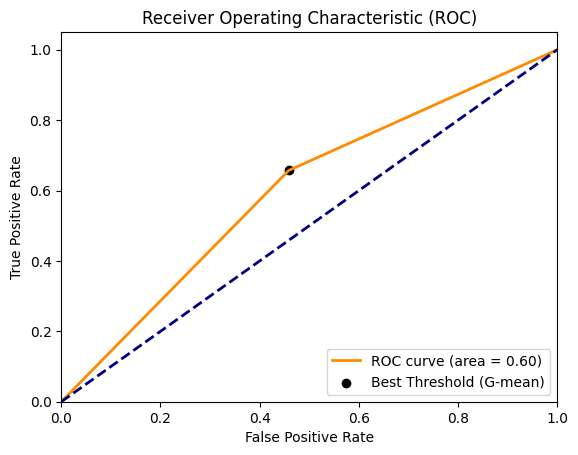 Receiver Operating Characteristic (ROC)
True Positive Rate
1.0
0.8
0.6
0.4
0.2
0.0
ROC curve (area = 0.60)
Best Threshold (G-mean)
0.0 0.2 0.4 0.6 0.8 1.0
False Positive Rate